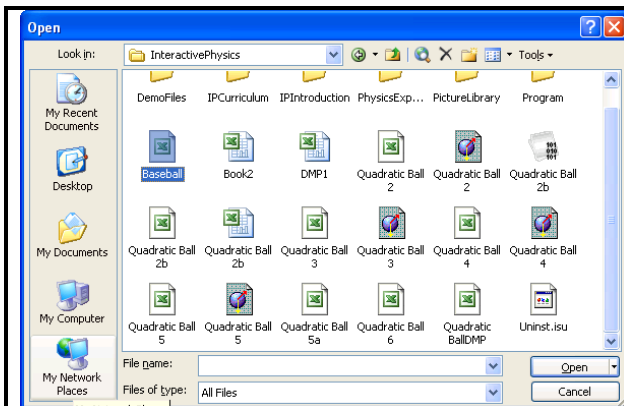 Open
Look in: InteractivePhysics Tools
My Recent
Documents
Desktop
My Documents
My Computer
My Network
Places
DemoFiles IPCurriculum IPIntroduction PhysicsExp... PictureLibrary Program
Baseball Book2 DMP1 Quadratic Ball Quadratic Ball Quadratic Ball
2 2 2b
Quadratic Ball Quadratic Ball Quadratic Ball Quadratic Ball Quadratic Ball Quadratic Ball
2b 2b 3 3 4 4
Quadratic Ball Quadratic Ball Quadratic Ball Quadratic Ball Quadratic Uninst.isu
5 5 5a 6 BallDMP
File name: Open
Files of type: All Files Cancel